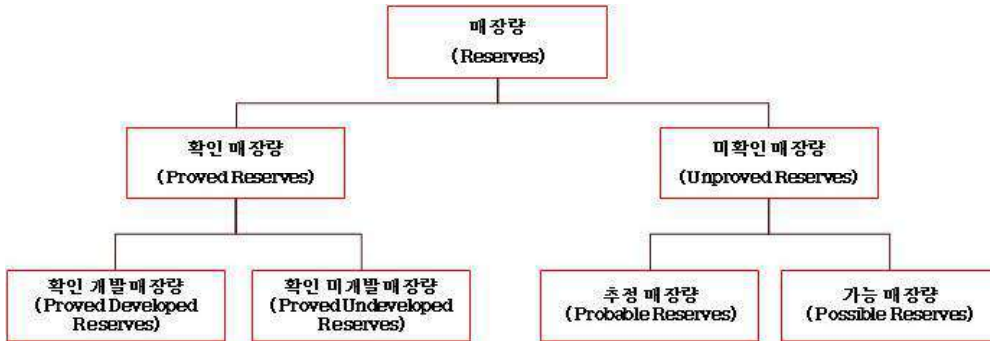 매장량
(Reserves)
확인 매장량
(Proved Reserves)
미확인 매장량
(Unproved Reserves)
확인 개발매장량
(Proved Developed
Reserves)
확인 미개발매장량
(Proved Undeveloped
Reserves)
추정 매장량
(Probable Reserves)
가능 매장량
(Possible Reserves)